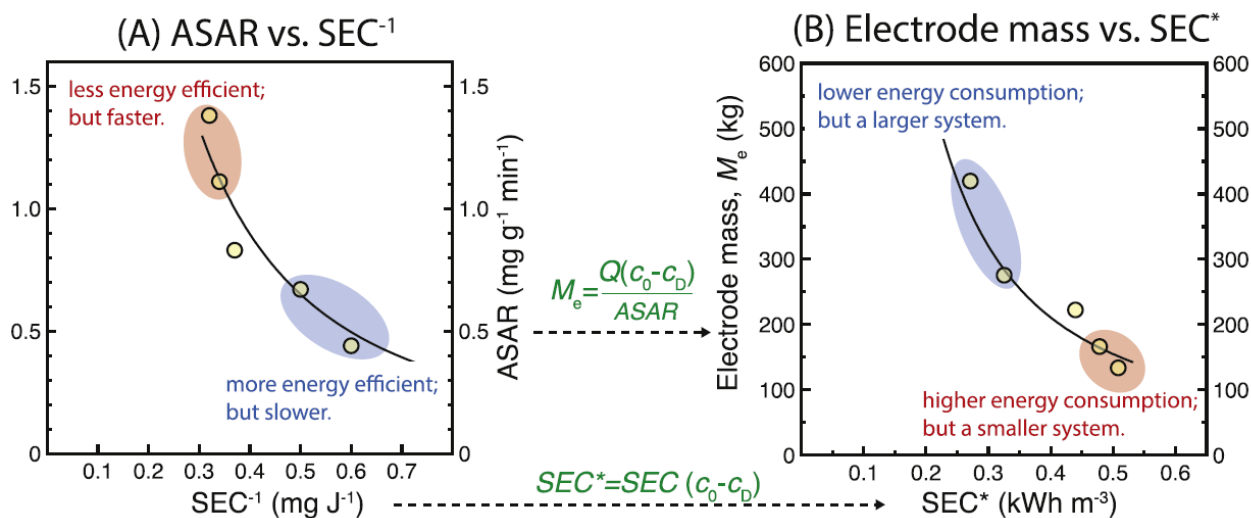 (A) ASAR vs. SEC⁻¹
less energy efficient;
but faster.
more energy efficient;
but slower.
1.5
1.0
0.5
0
1.5
1.0
0.5
0
ASAR (mg g⁻¹ min⁻¹)
0.1 0.2 0.3 0.4 0.5 0.6 0.7
SEC⁻¹ (mg J⁻¹)
Mₑ=Q(c₀-c_D)/ASAR
SEC*=SEC (c₀-c_D)
(B) Electrode mass vs. SEC*
lower energy consumption;
but a larger system.
higher energy consumption;
but a smaller system.
Electrode mass, Mₑ (kg)
600
500
400
300
200
100
0
600
500
400
300
200
100
0
0.1 0.2 0.3 0.4 0.5 0.6
SEC* (kWh m⁻³)